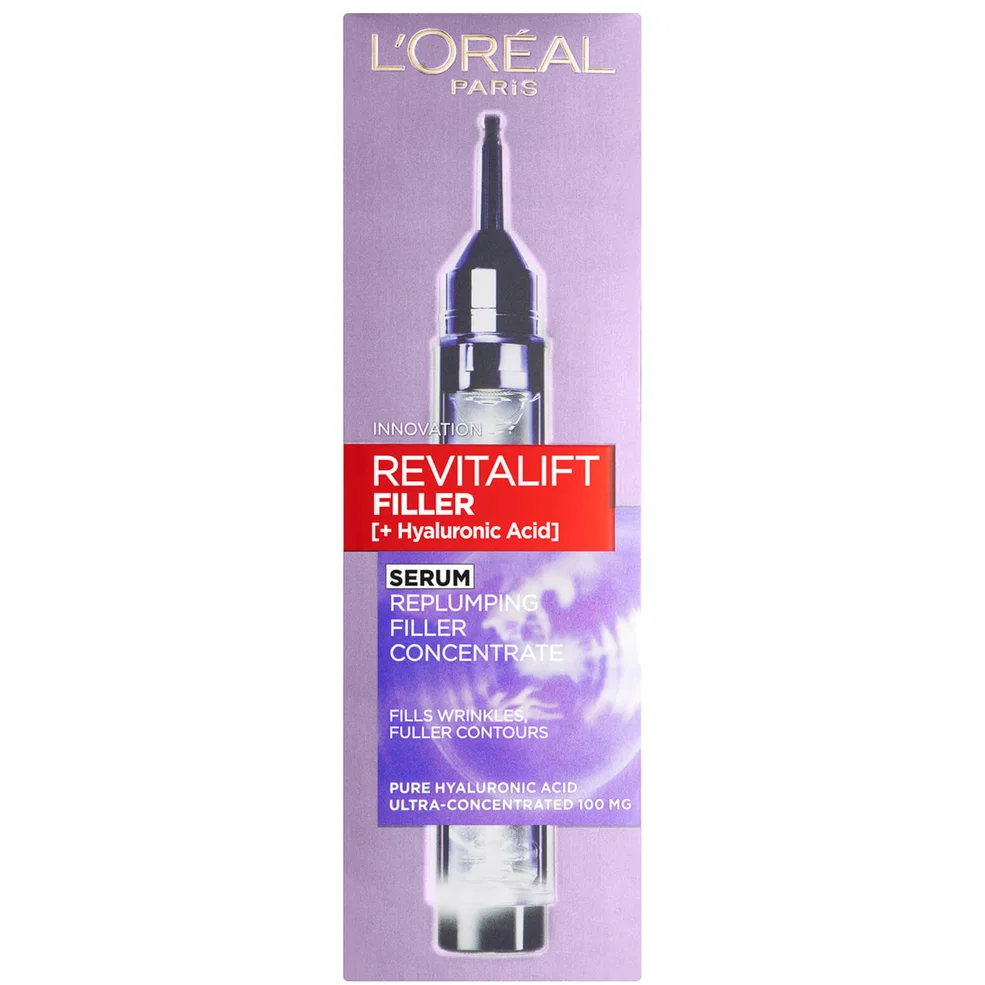 L'ORÉAL
PARiS
INNOVATION
REVITALIFT
FILLER
[+ Hyaluronic Acid]
SERUM
REPLUMPING
FILLER
CONCENTRATE
FILLS WRINKLES,
FULLER CONTOURS
PURE HYALURONIC ACID
ULTRA-CONCENTRATED 100 MG